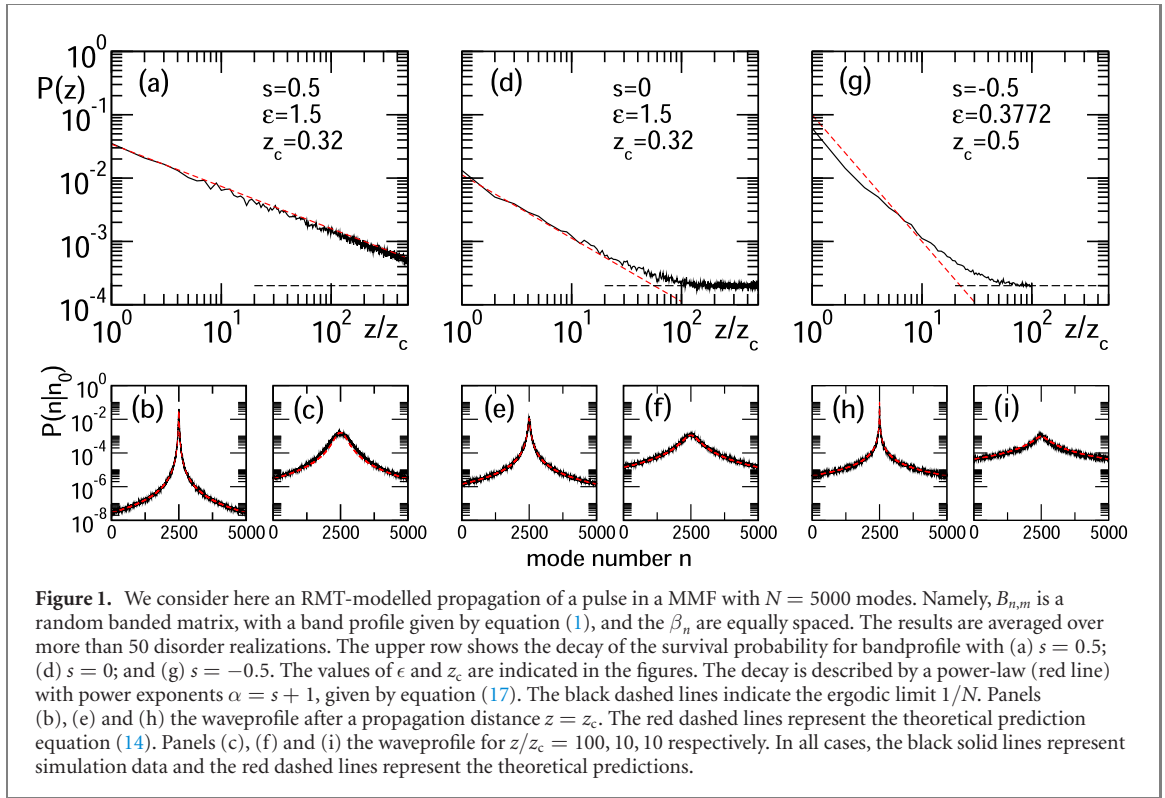 P(z)
10^0
10^-1
10^-2
10^-3
10^-4
(a)
s=0.5
ε=1.5
z_c=0.32
10^0
10^1
10^2
z/z_c
(d)
s=0
ε=1.5
z_c=0.32
10^0
10^1
10^2
z/z_c
(g)
s=-0.5
ε=0.3772
z_c=0.5
10^0
10^1
10^2
z/z_c
P(n|n_0)
10^0
10^-2
10^-4
10^-6
10^-8
(b)
(c)
(e)
(f)
(h)
(i)
0 2500 5000
0 2500 5000
0 2500 5000
0 2500 5000
0 2500 5000
0 2500 5000
mode number n
Figure 1. We consider here an RMT-modelled propagation of a pulse in a MMF with N = 5000 modes. Namely, B_n,m is a
random banded matrix, with a band profile given by equation (1), and the β_n are equally spaced. The results are averaged over
more than 50 disorder realizations. The upper row shows the decay of the survival probability for bandprofile with (a) s = 0.5;
(d) s = 0; and (g) s = −0.5. The values of ϵ and z_c are indicated in the figures. The decay is described by a power-law (red line)
with power exponents α = s + 1, given by equation (17). The black dashed lines indicate the ergodic limit 1/N. Panels
(b), (e) and (h) the waveprofile after a propagation distance z = z_c. The red dashed lines represent the theoretical prediction
equation (14). Panels (c), (f) and (i) the waveprofile for z/z_c = 100, 10, 10 respectively. In all cases, the black solid lines represent
simulation data and the red dashed lines represent the theoretical predictions.